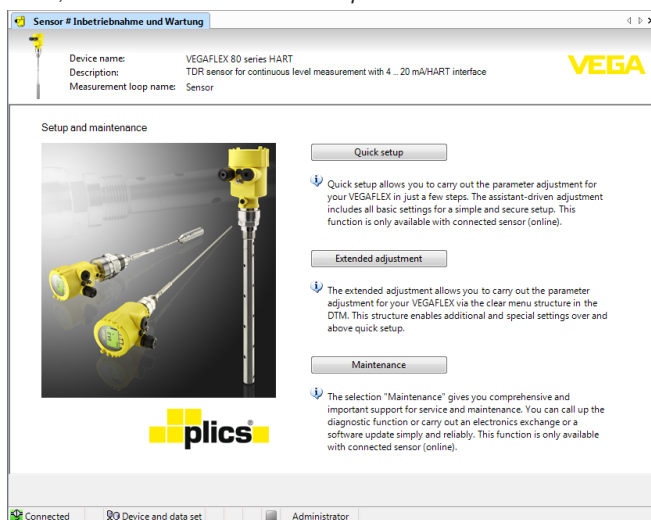 Sensor # Inbetriebnahme und Wartung
Device name: VEGAFLEX 80 series HART
Description: TDR sensor for continuous level measurement with 4 .. 20 mA/HART interface
Measurement loop name: Sensor
VEGA
Setup and maintenance
Quick setup
Quick setup allows you to carry out the parameter adjustment for
your VEGAFLEX in just a few steps. The assistant-driven adjustment
includes all basic settings for a simple and secure setup. This
function is only available with connected sensor (online).
Extended adjustment
The extended adjustment allows you to carry out the parameter
adjustment for your VEGAFLEX via the clear menu structure in the
DTM. This structure enables additional and special settings over and
above quick setup.
Maintenance
The selection "Maintenance" gives you comprehensive and
important support for service and maintenance. You can call up the
diagnostic function or carry out an electronics exchange or a
software update simply and reliably. This function is only available
with connected sensor (online).
plics®
Connected Device and data set Administrator